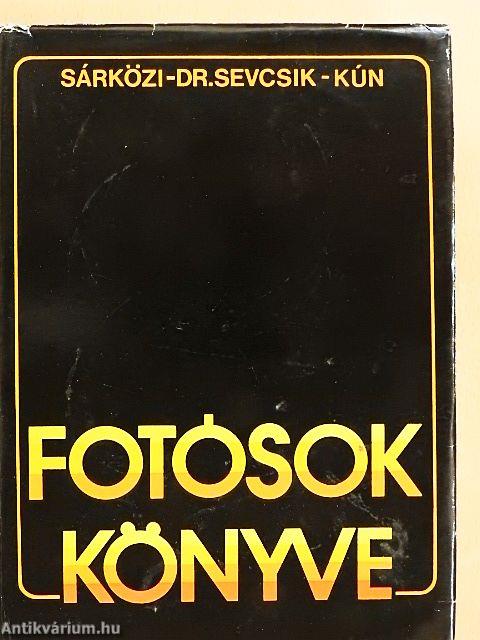 SÁRKÖZI-DR.SEVCSIK-KÚN
FOTÓSOK
KÖNYVE
Antikvárium.hu